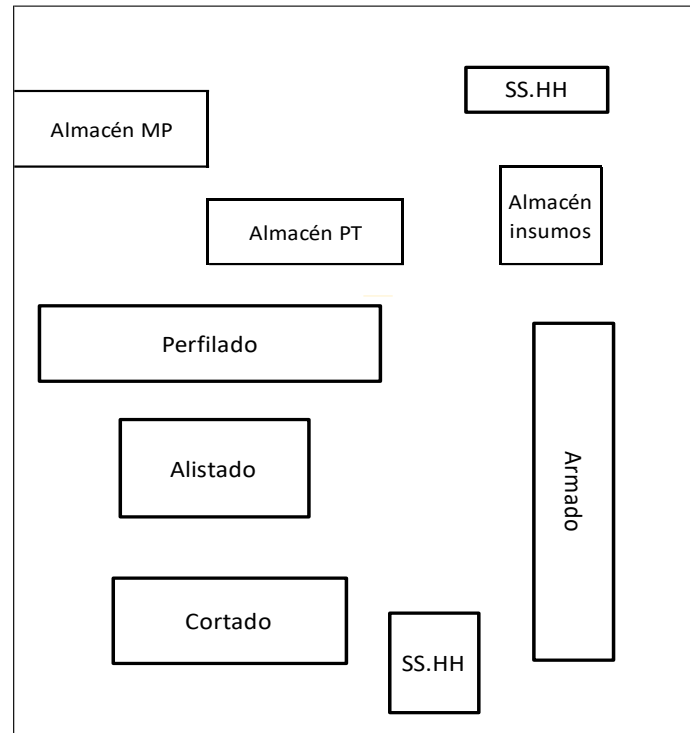 SS.HH
Almacén MP
Almacén
insumos
Almacén PT
Perfilado
Alistado
Armado
Cortado
SS.HH